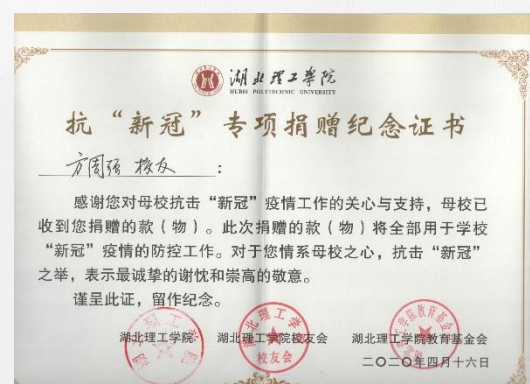 湖北理工学院
HUBEI POLYTECHNIC UNIVERSITY
抗“新冠”专项捐赠纪念证书
方周强 校友：
感谢您对母校抗击“新冠”疫情工作的关心与支持，母校已
收到您捐赠的款（物）。此次捐赠的款（物）将全部用于学校
“新冠”疫情的防控工作。对于您情系母校之心，抗击“新冠”
之举，表示最诚挚的谢忱和崇高的敬意。
谨呈此证，留作纪念。
湖北理工学院 湖北理工学院校友会 湖北理工学院教育基金会
校友会
二〇二〇年四月十六日